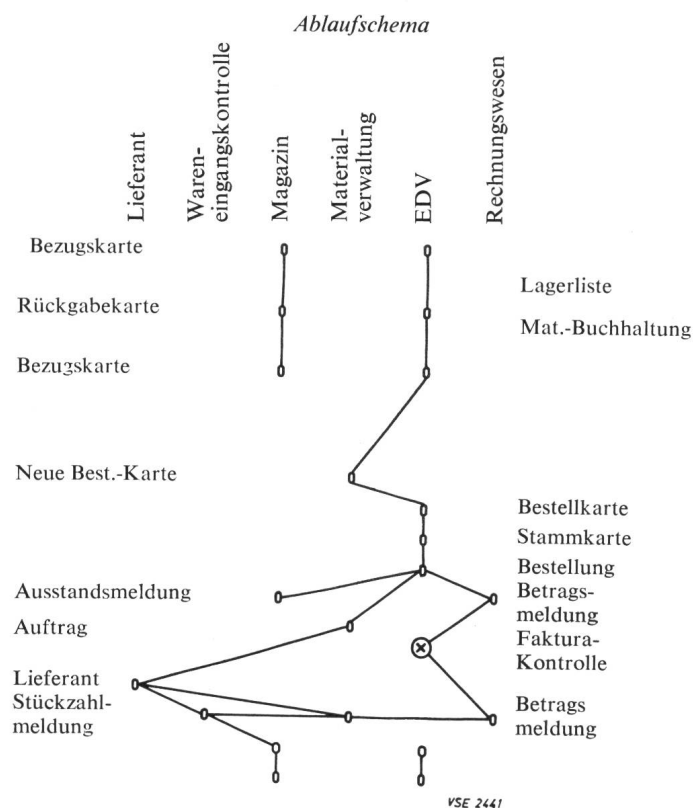 Ablaufschema
Lieferant
Waren-
eingangskontrolle
Magazin
Material-
verwaltung
EDV
Rechnungswesen
Bezugskarte
Lagerliste
Rückgabekarte
Mat.-Buchhaltung
Bezugskarte
Neue Best.-Karte
Bestellkarte
Stammkarte
Bestellung
Ausstandsmeldung
Betrags-
meldung
Auftrag
Faktura-
Kontrolle
Lieferant
Stückzahl-
meldung
Betrags
meldung
VSE 2441